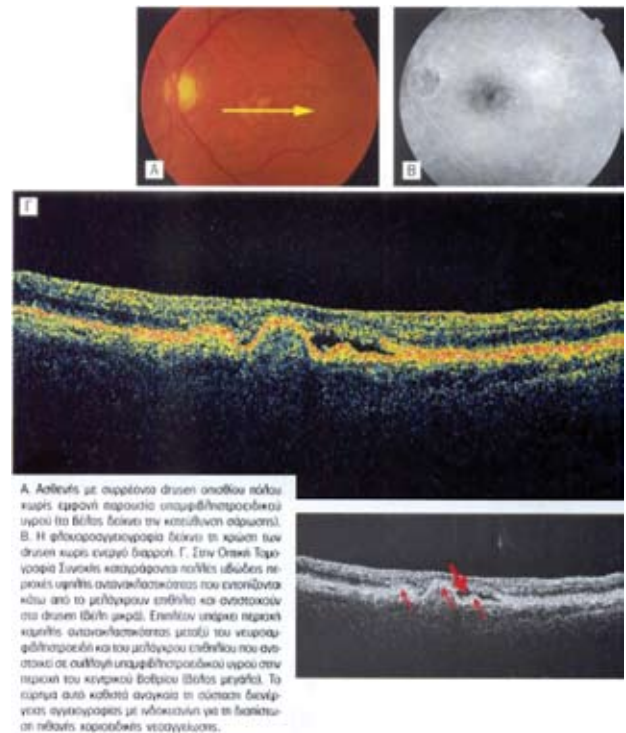 A
B
Γ
Α. Ασθενής με συρρέοντα drusen οπισθίου πόλου
χωρίς εμφανή παρουσία υπαμφιβληστροειδικού
υγρού (το βέλος δείχνει την κατεύθυνση σάρωσης).
Β. Η φλουοροαγγειογραφία δείχνει τη χρώση των
drusen χωρίς ενεργό διαρροή. Γ. Στην Οπτική Τομο-
γραφία Συνοχής καταγράφονται πολλές υβώδεις πε-
ριοχές υψηλής αντανακλαστικότητας που εντοπίζονται
κάτω από το μελάγχρουν επιθήλιο και αντιστοιχούν
στα drusen (βέλη μικρά). Επιπλέον υπάρχει περιοχή
χαμηλής αντανακλαστικότητας μεταξύ του νευροαμ-
φιβληστροειδή και του μελάγχρου επιθηλίου που αντι-
στοιχεί σε συλλογή υπαμφιβληστροειδικού υγρού στην
περιοχή του κεντρικού βοθρίου (βέλος μεγάλο). Το
εύρημα αυτό καθιστά αναγκαία τη σύσταση διενέρ-
γειας αγγειογραφίας με ινδοκυανίνη για τη διαπίστω-
ση πιθανής χοριοειδικής νεοαγγείωσης.